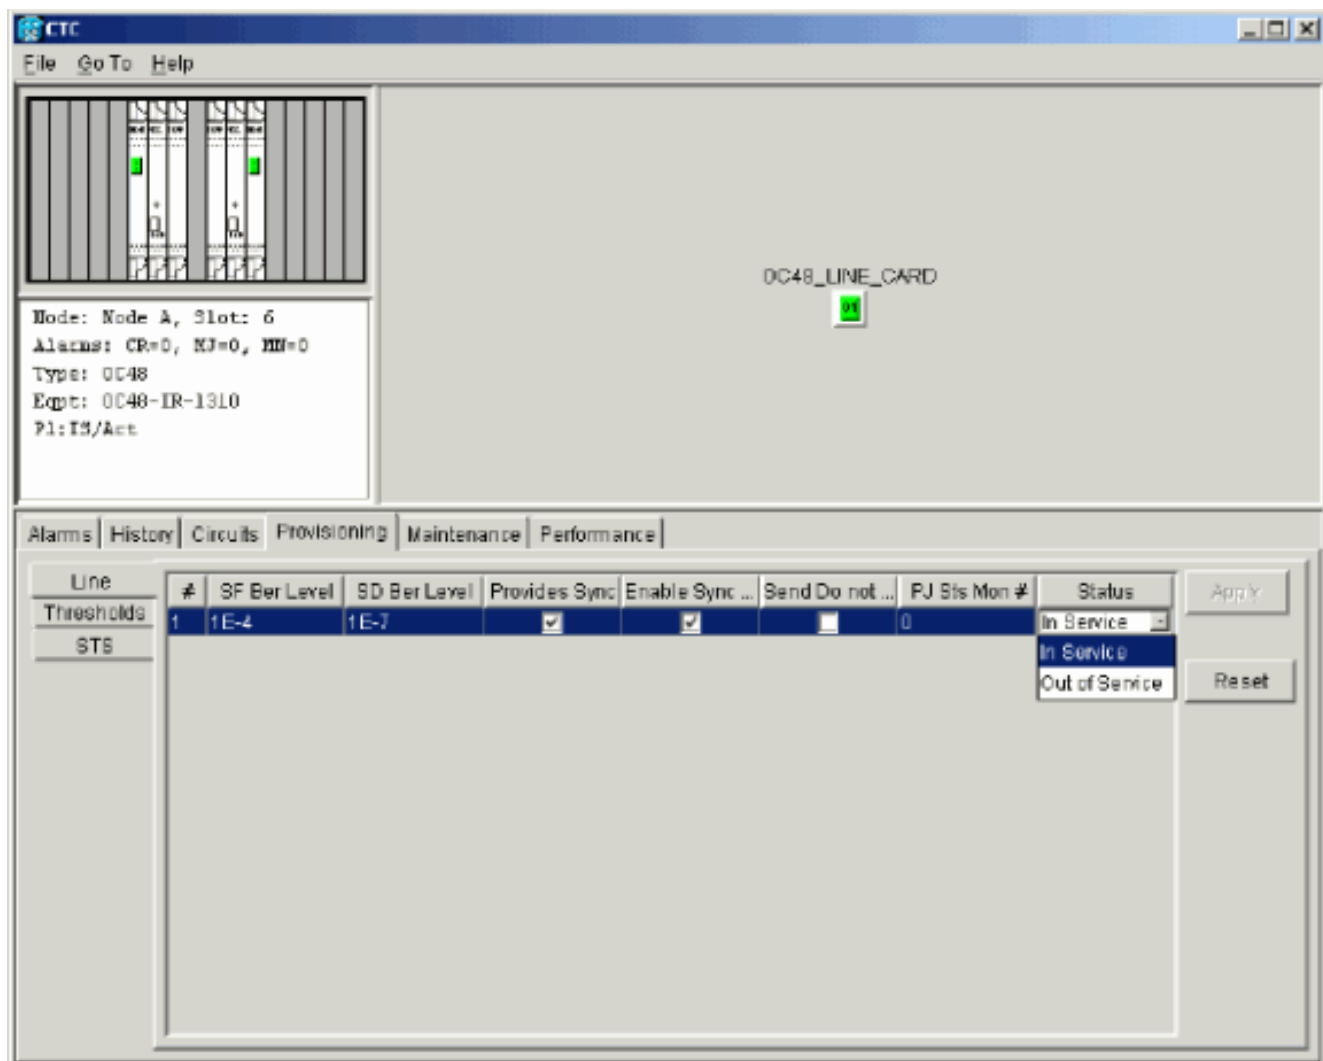 CTC
File Go To Help
OC48_LINE_CARD
Node: Node A, Slot: 6
Alarms: CR=0, MJ=0, MN=0
Type: OC48
Eqpt: OC48-IR-1310
P1:IS/Act
Alarms History Circuits Provisioning Maintenance Performance
Line
Thresholds
STS
# SF Ber Level SD Ber Level Provides Sync Enable Sync ... Send Do not ... PJ Sts Mon # Status
1 1E-4 1E-7 0 In Service
In Service
Out of Service
Apply
Reset